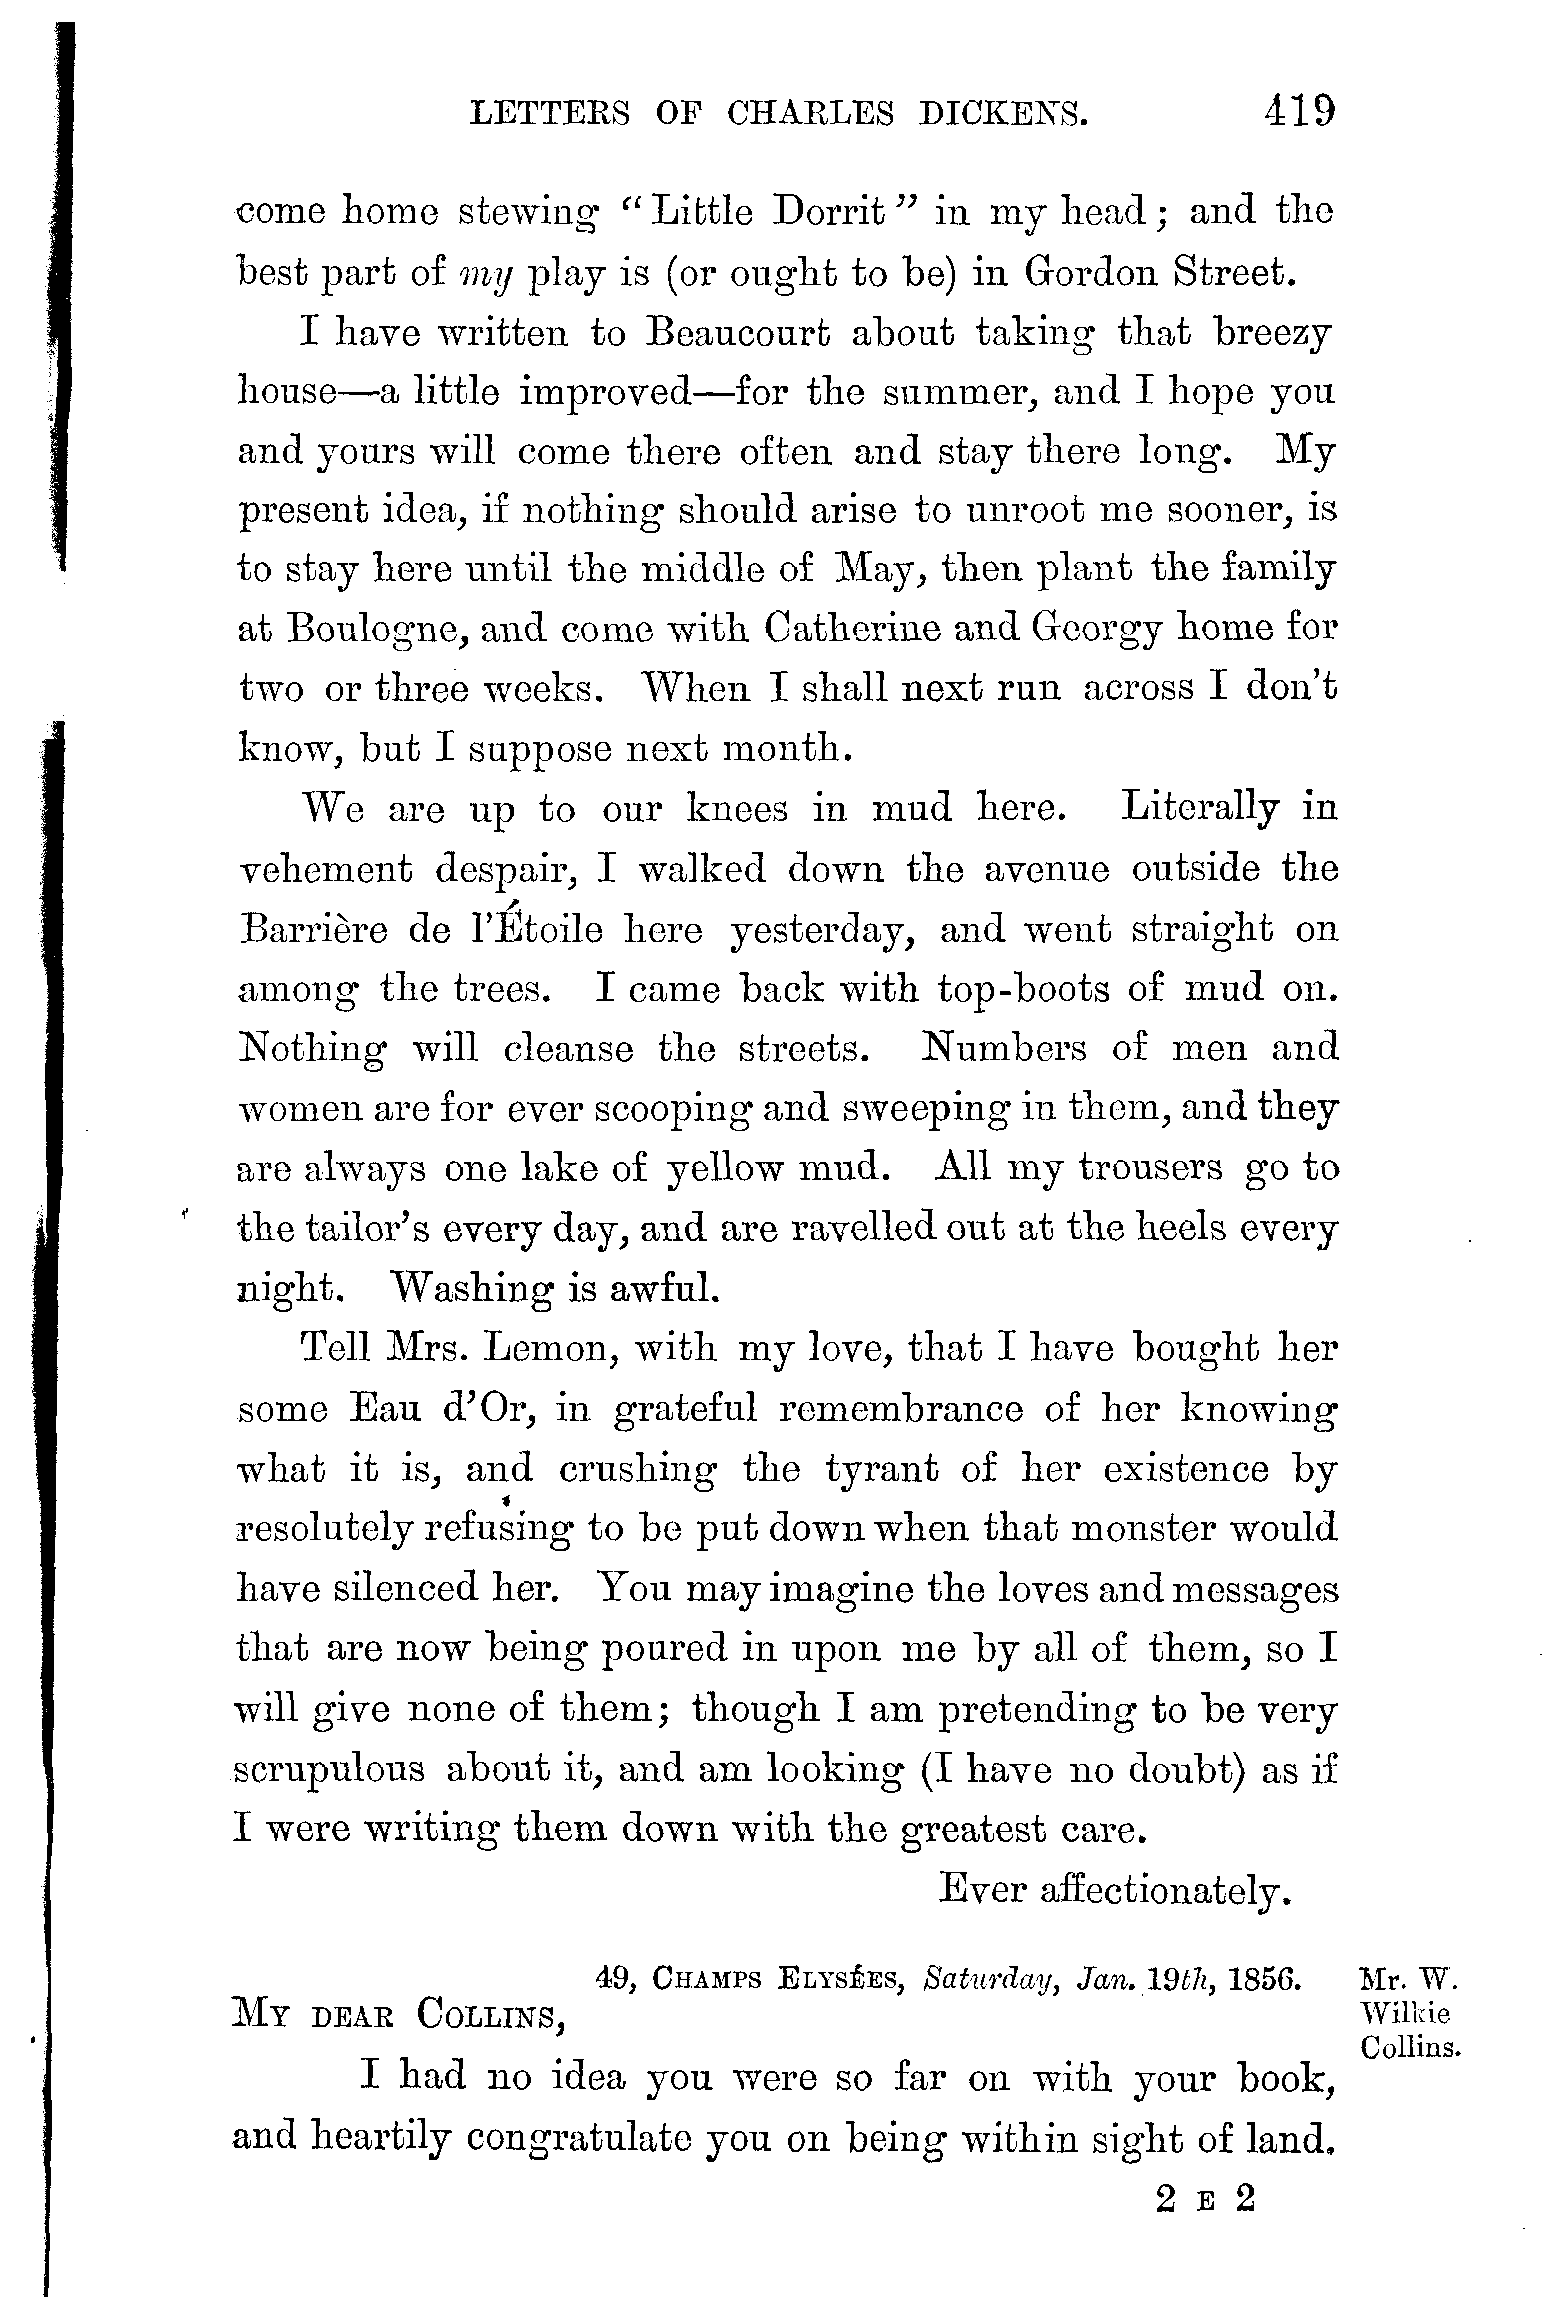 LETTERS OF CHARLES DICKENS. 419
come home stewing “Little Dorrit” in my head; and the
best part of my play is (or ought to be) in Gordon Street.
I have written to Beaucourt about taking that breezy
house—a little improved—for the summer, and I hope you
and yours will come there often and stay there long. My
present idea, if nothing should arise to unroot me sooner, is
to stay here until the middle of May, then plant the family
at Boulogne, and come with Catherine and Georgy home for
two or three weeks. When I shall next run across I don't
know, but I suppose next month.
We are up to our knees in mud here. Literally in
vehement despair, I walked down the avenue outside the
Barrière de l'Étoile here yesterday, and went straight on
among the trees. I came back with top-boots of mud on.
Nothing will cleanse the streets. Numbers of men and
women are for ever scooping and sweeping in them, and they
are always one lake of yellow mud. All my trousers go to
the tailor's every day, and are ravelled out at the heels every
night. Washing is awful.
Tell Mrs. Lemon, with my love, that I have bought her
some Eau d'Or, in grateful remembrance of her knowing
what it is, and crushing the tyrant of her existence by
resolutely refusing to be put down when that monster would
have silenced her. You may imagine the loves and messages
that are now being poured in upon me by all of them, so I
will give none of them; though I am pretending to be very
scrupulous about it, and am looking (I have no doubt) as if
I were writing them down with the greatest care.
Ever affectionately.
49, CHAMPS ELYSÉES, Saturday, Jan. 19th, 1856.
Mr. W.
Wilkie
Collins.
MY DEAR COLLINS,
I had no idea you were so far on with your book,
and heartily congratulate you on being within sight of land.
2 E 2